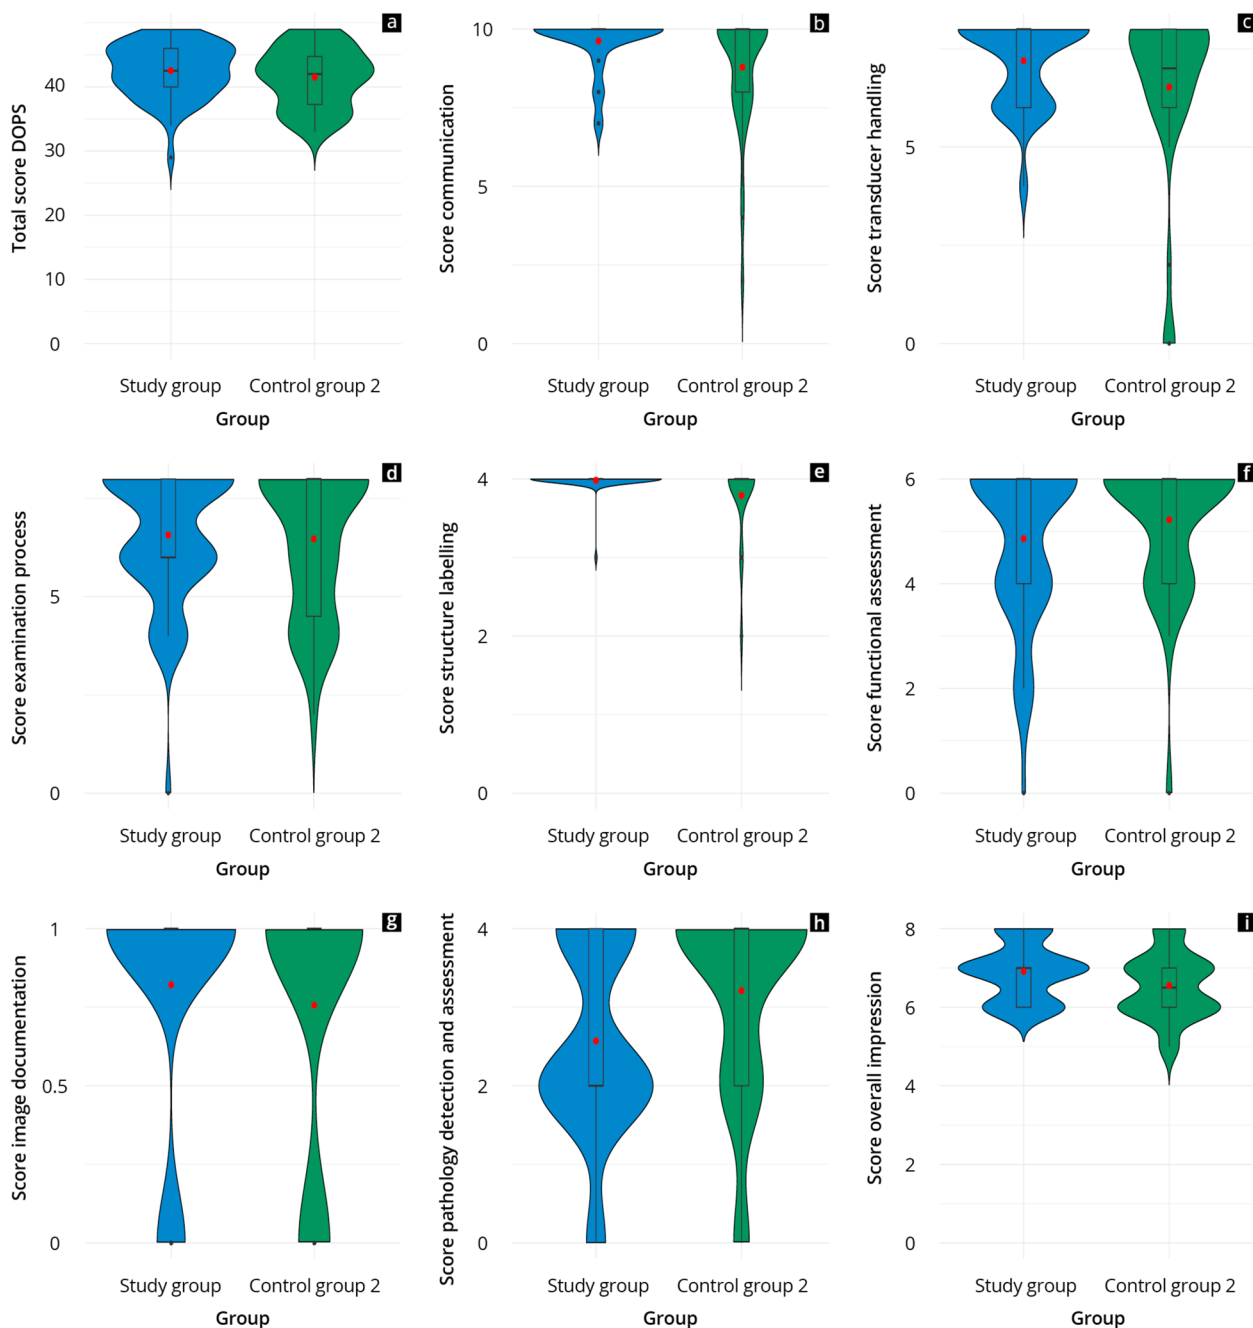 a
Total score DOPS
40
30
20
10
0
Study group
Control group 2
Group
b
Score communication
10
5
0
Study group
Control group 2
Group
c
Score transducer handling
5
0
Study group
Control group 2
Group
d
Score examination process
5
0
Study group
Control group 2
Group
e
Score structure labeling
4
2
0
Study group
Control group 2
Group
f
Score functional assessment
6
4
2
0
Study group
Control group 2
Group
g
Score image documentation
1
0.5
0
Study group
Control group 2
Group
h
Score pathology detection and assessment
4
2
0
Study group
Control group 2
Group
i
Score overall impression
8
6
4
2
0
Study group
Control group 2
Group